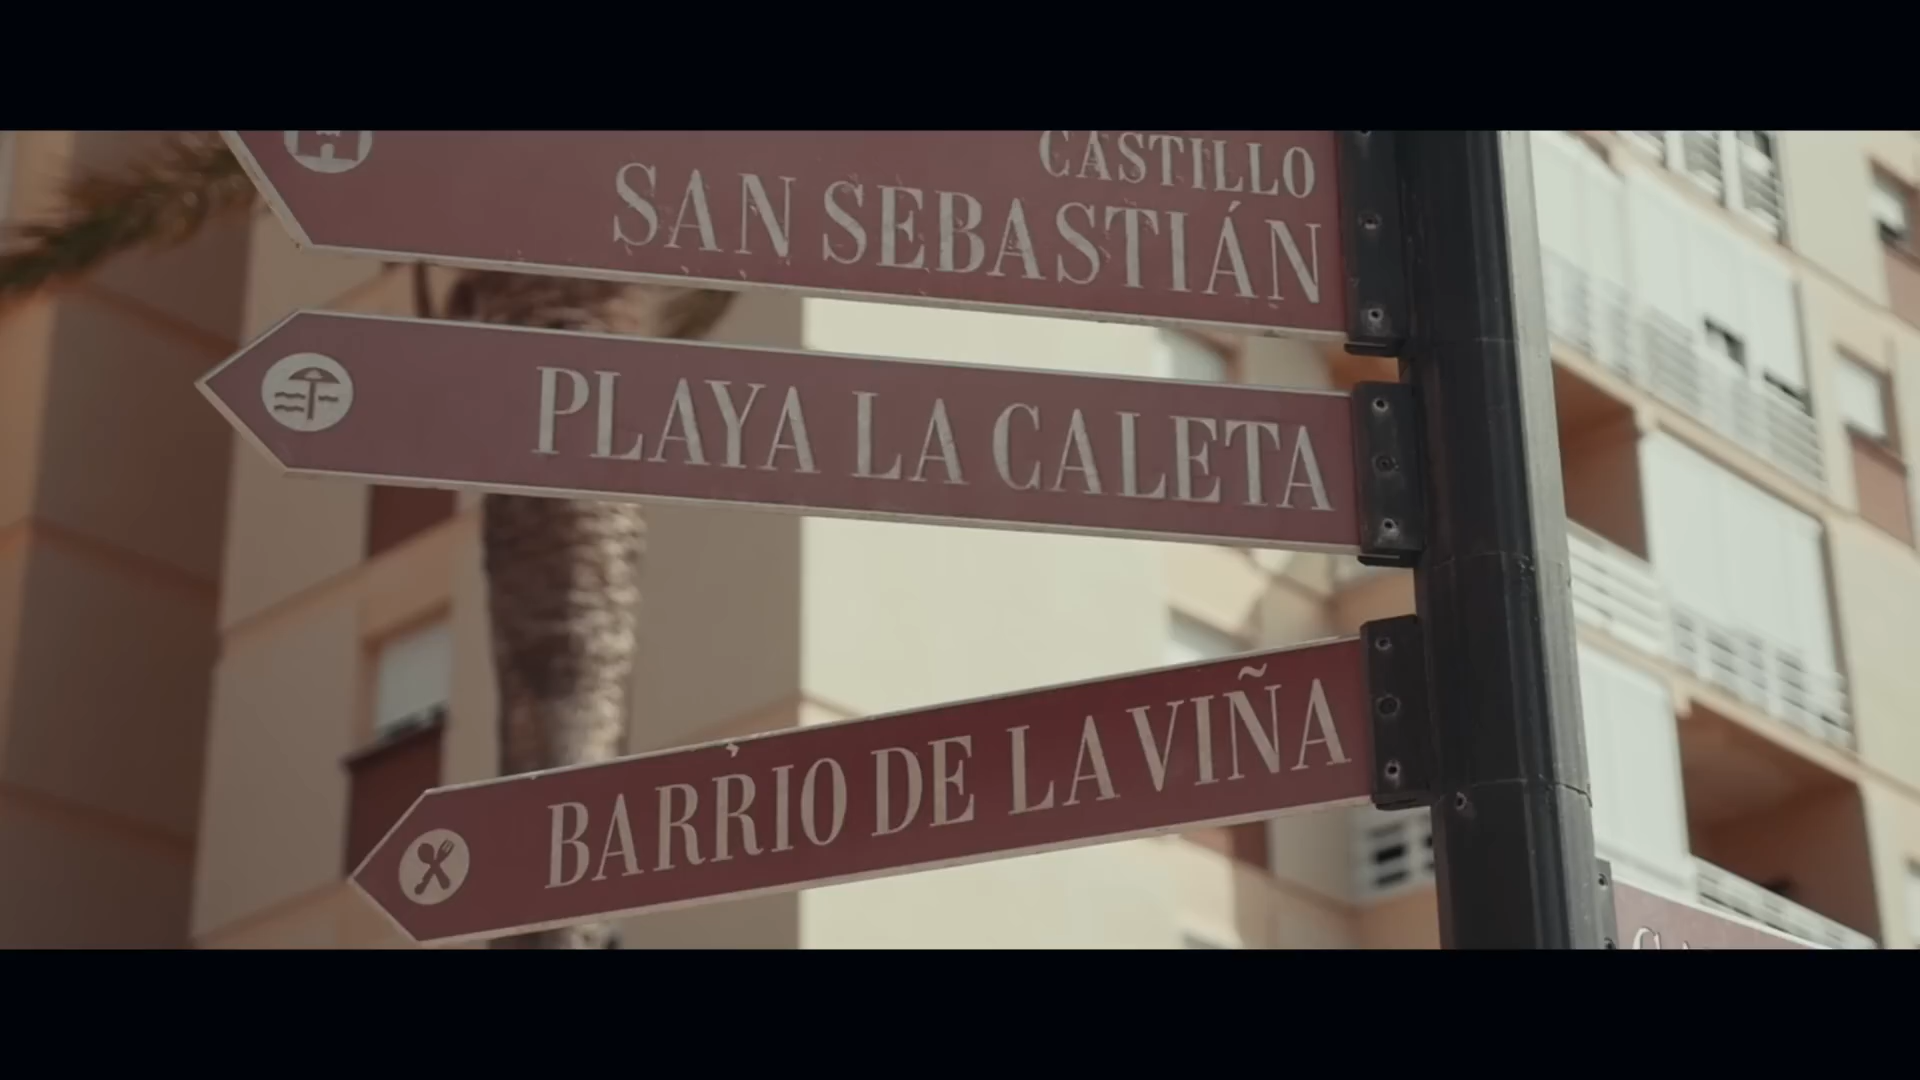 CASTILLO
SAN SEBASTIÁN
PLAYA LA CALETA
BARRIO DE LA VIÑA